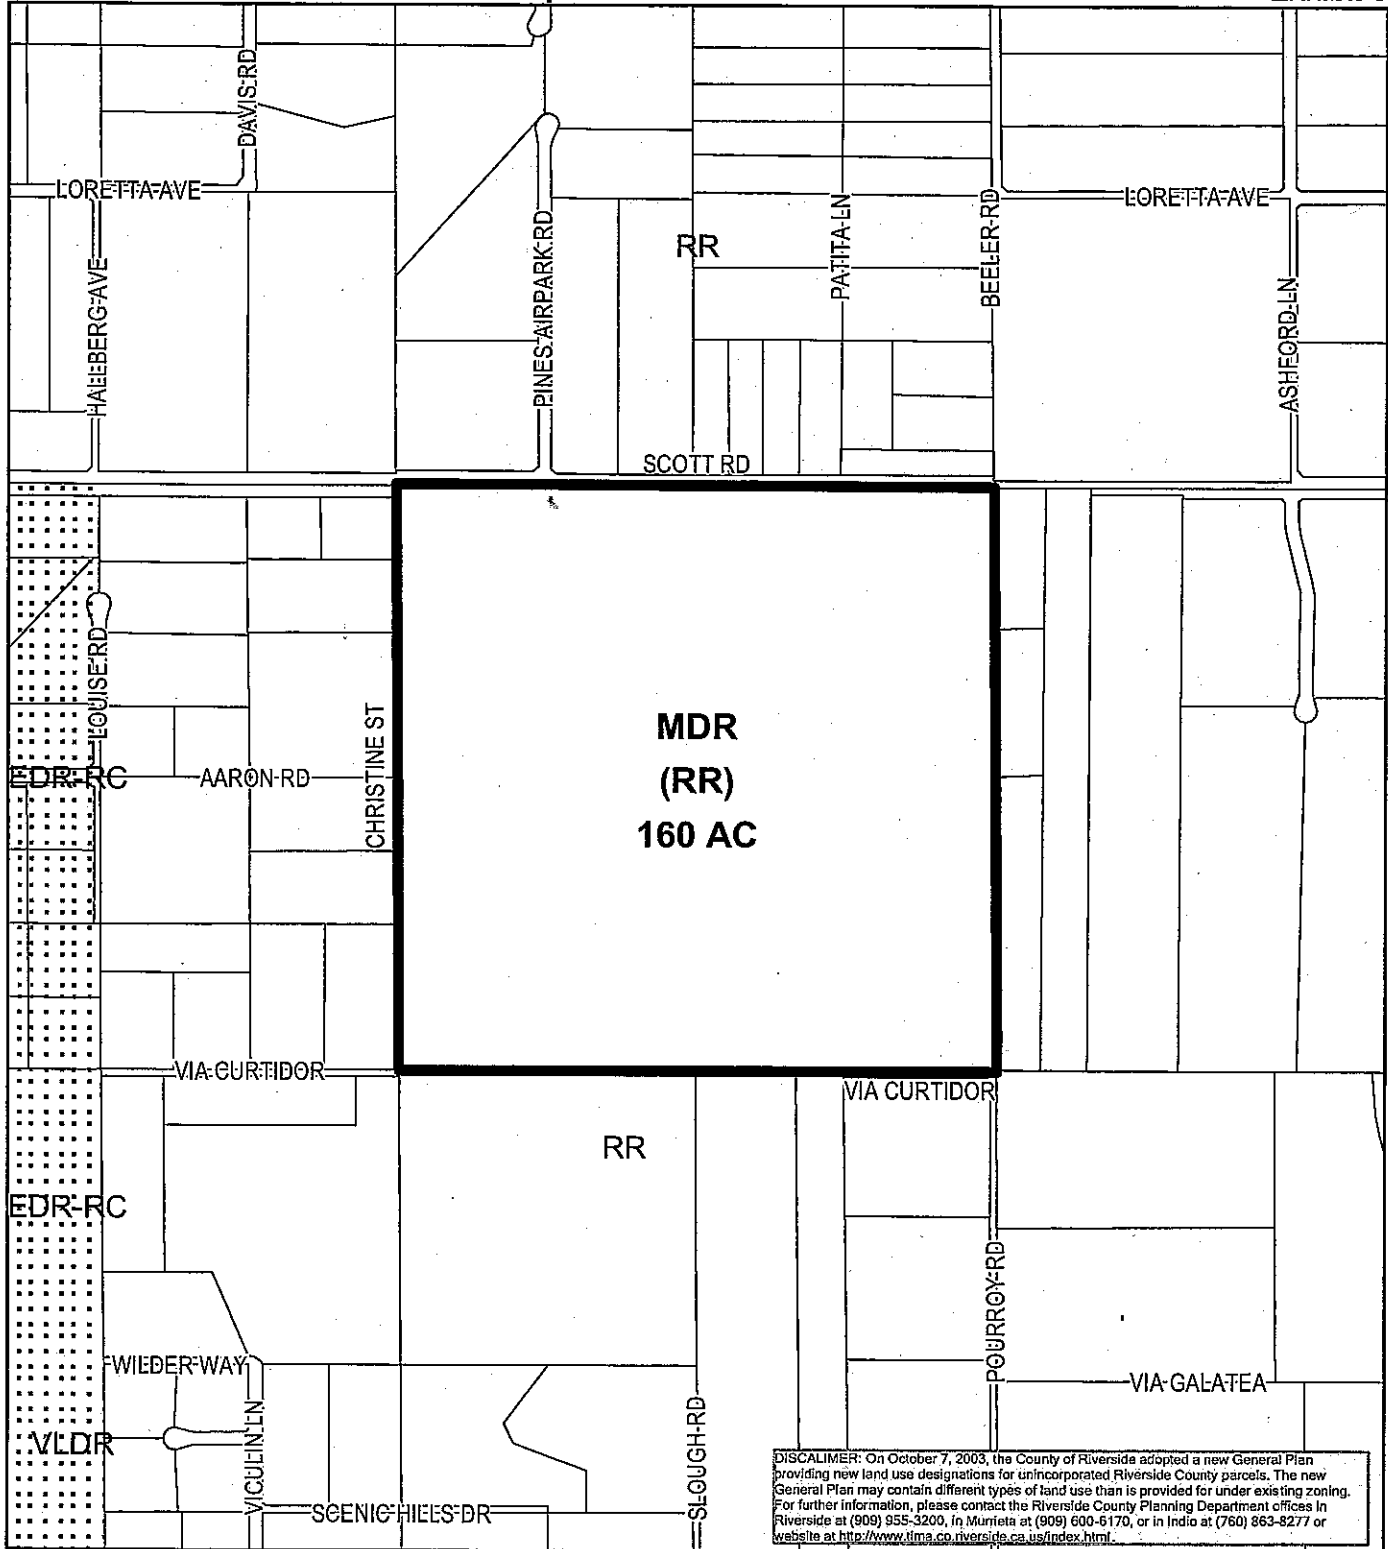 DAVIS RD
LORETTA AVE
LORETTA AVE
HALEBERG AVE
PINES AIRPARK RD
RR
PATITA LN
BEELER RD
ASHFORD LN
SCOTT RD
LOUISE RD
CHRISTINE ST
MDR
(RR)
160 AC
EDR-RC
AARON RD
VIA CURTIDOR
VIA CURTIDOR
RR
EDR-RC
POURROY RD
WILDER WAY
VIA GALATEA
VLDR
VICULIN LN
SLOUGH RD
SCENIC HILLS DR
DISCALIMER: On October 7, 2003, the County of Riverside adopted a new General Plan
providing new land use designations for unincorporated Riverside County parcels. The new
General Plan may contain different types of land use than is provided for under existing zoning.
For further information, please contact the Riverside County Planning Department offices in
Riverside at (909) 955-3200, in Murrieta at (909) 600-6170, or in Indio at (760) 863-8277 or
website at http://www.tlma.co.riverside.ca.us/index.html.